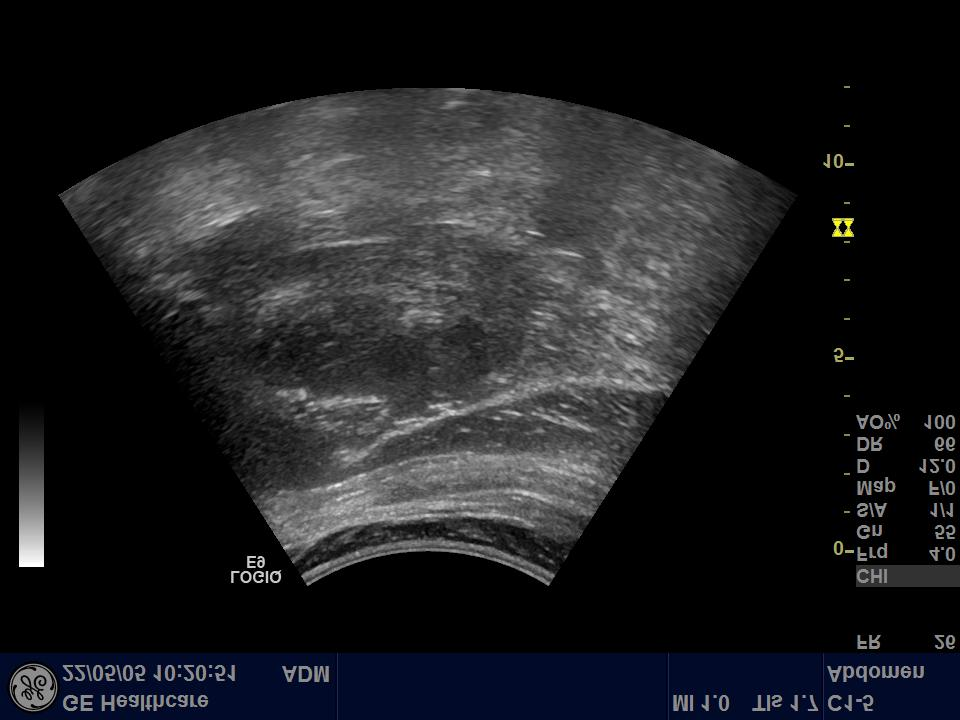 GE Healthcare
22/05/05 10:20:51 ADM
MI 1.0 TIs 1.7
C1-5
Abdomen
FR 26
CHI
Frq 4.0
Gn 55
S/A 1/1
Map F/0
D 12.0
DR 66
AO% 100
LOGIQ
E9
0
5
10